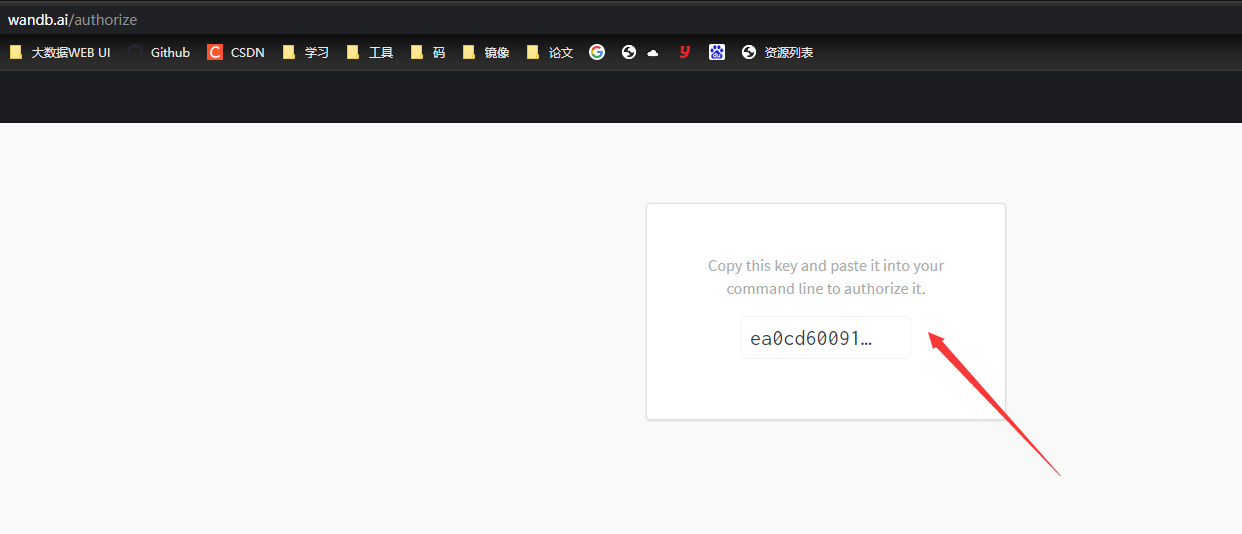 wandb.ai/authorize
大数据WEB UI Github C CSDN 学习 工具 码 镜像 论文 G y 资源列表
Copy this key and paste it into your
command line to authorize it.
ea0cd60091…